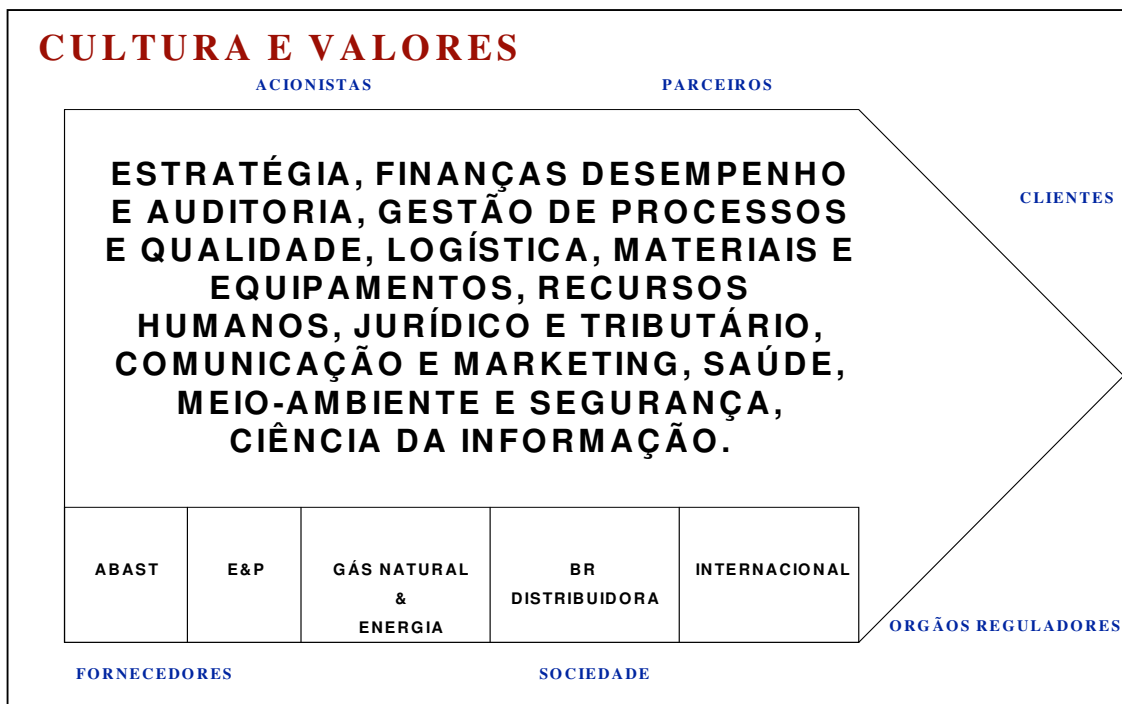 CULTURA E VALORES
ACIONISTAS PARCEIROS
CLIENTES
ESTRATÉGIA, FINANÇAS DESEMPENHO
E AUDITORIA, GESTÃO DE PROCESSOS
E QUALIDADE, LOGÍSTICA, MATERIAIS E
EQUIPAMENTOS, RECURSOS
HUMANOS, JURÍDICO E TRIBUTÁRIO,
COMUNICAÇÃO E MARKETING, SAÚDE,
MEIO-AMBIENTE E SEGURANÇA,
CIÊNCIA DA INFORMAÇÃO.
ABAST
E&P
GÁS NATURAL
&
ENERGIA
BR
DISTRIBUIDORA
INTERNACIONAL
ORGÃOS REGULADORES
FORNECEDORES SOCIEDADE